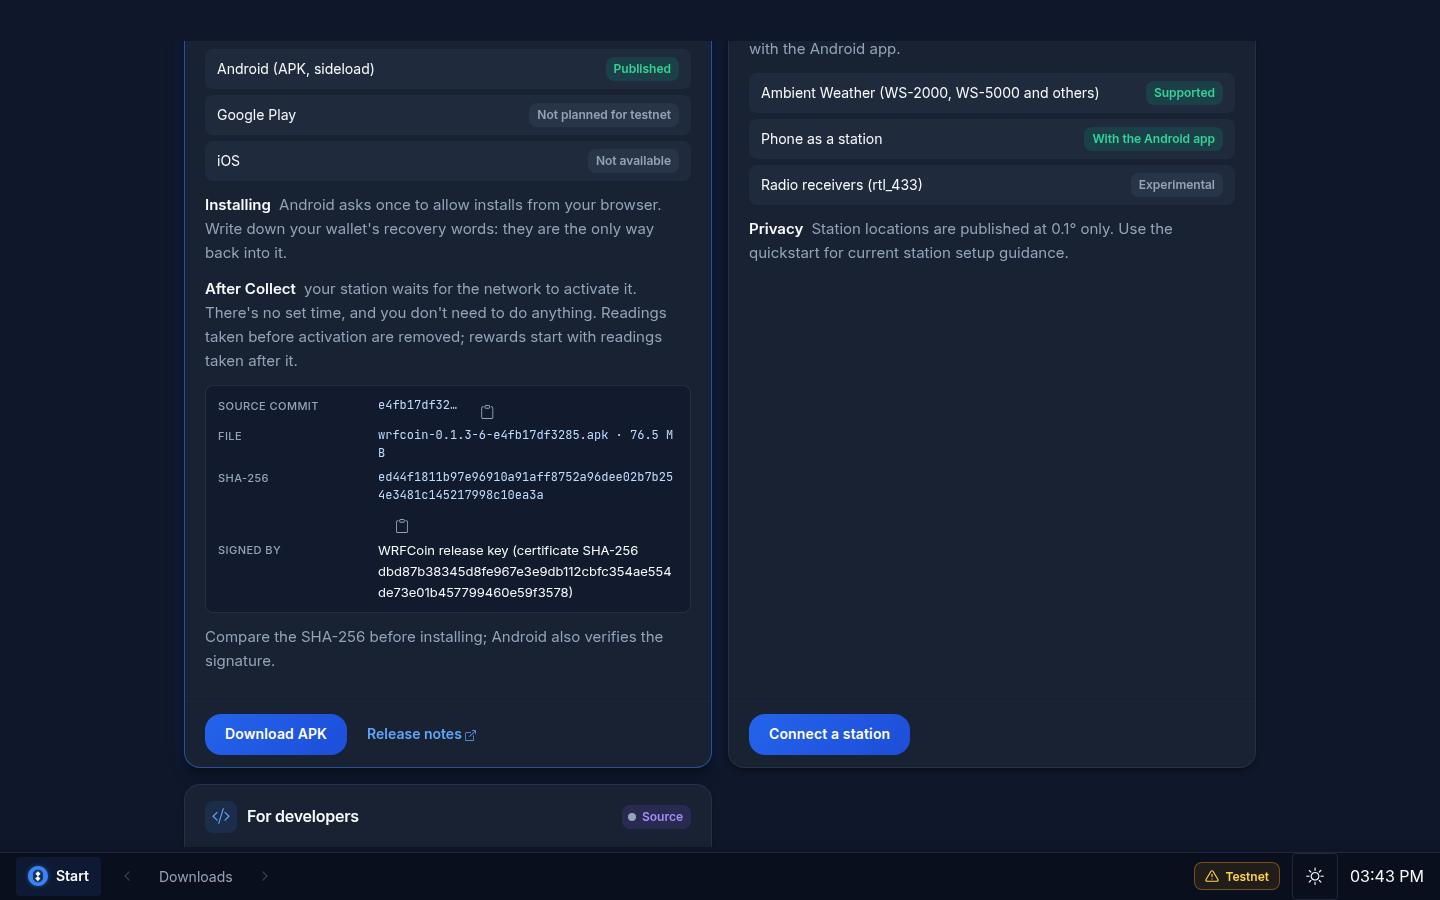 Android (APK, sideload)
Published
Google Play
Not planned for testnet
iOS
Not available
Installing Android asks once to allow installs from your browser.
Write down your wallet's recovery words: they are the only way
back into it.
After Collect your station waits for the network to activate it.
There's no set time, and you don't need to do anything. Readings
taken before activation are removed; rewards start with readings
taken after it.
SOURCE COMMIT
e4fb17df32…
FILE
wrfcoin-0.1.3-6-e4fb17df3285.apk · 76.5 M
B
SHA-256
ed44f1811b97e96910a91aff8752a96dee02b7b25
4e3481c145217998c10ea3a
SIGNED BY
WRFCoin release key (certificate SHA-256
dbd87b38345d8fe967e3e9db112cbfc354ae554
de73e01b457799460e59f3578)
Compare the SHA-256 before installing; Android also verifies the
signature.
Download APK
Release notes
with the Android app.
Ambient Weather (WS-2000, WS-5000 and others)
Supported
Phone as a station
With the Android app
Radio receivers (rtl_433)
Experimental
Privacy Station locations are published at 0.1° only. Use the
quickstart for current station setup guidance.
Connect a station
For developers
Source
Start
Downloads
Testnet
03:43 PM